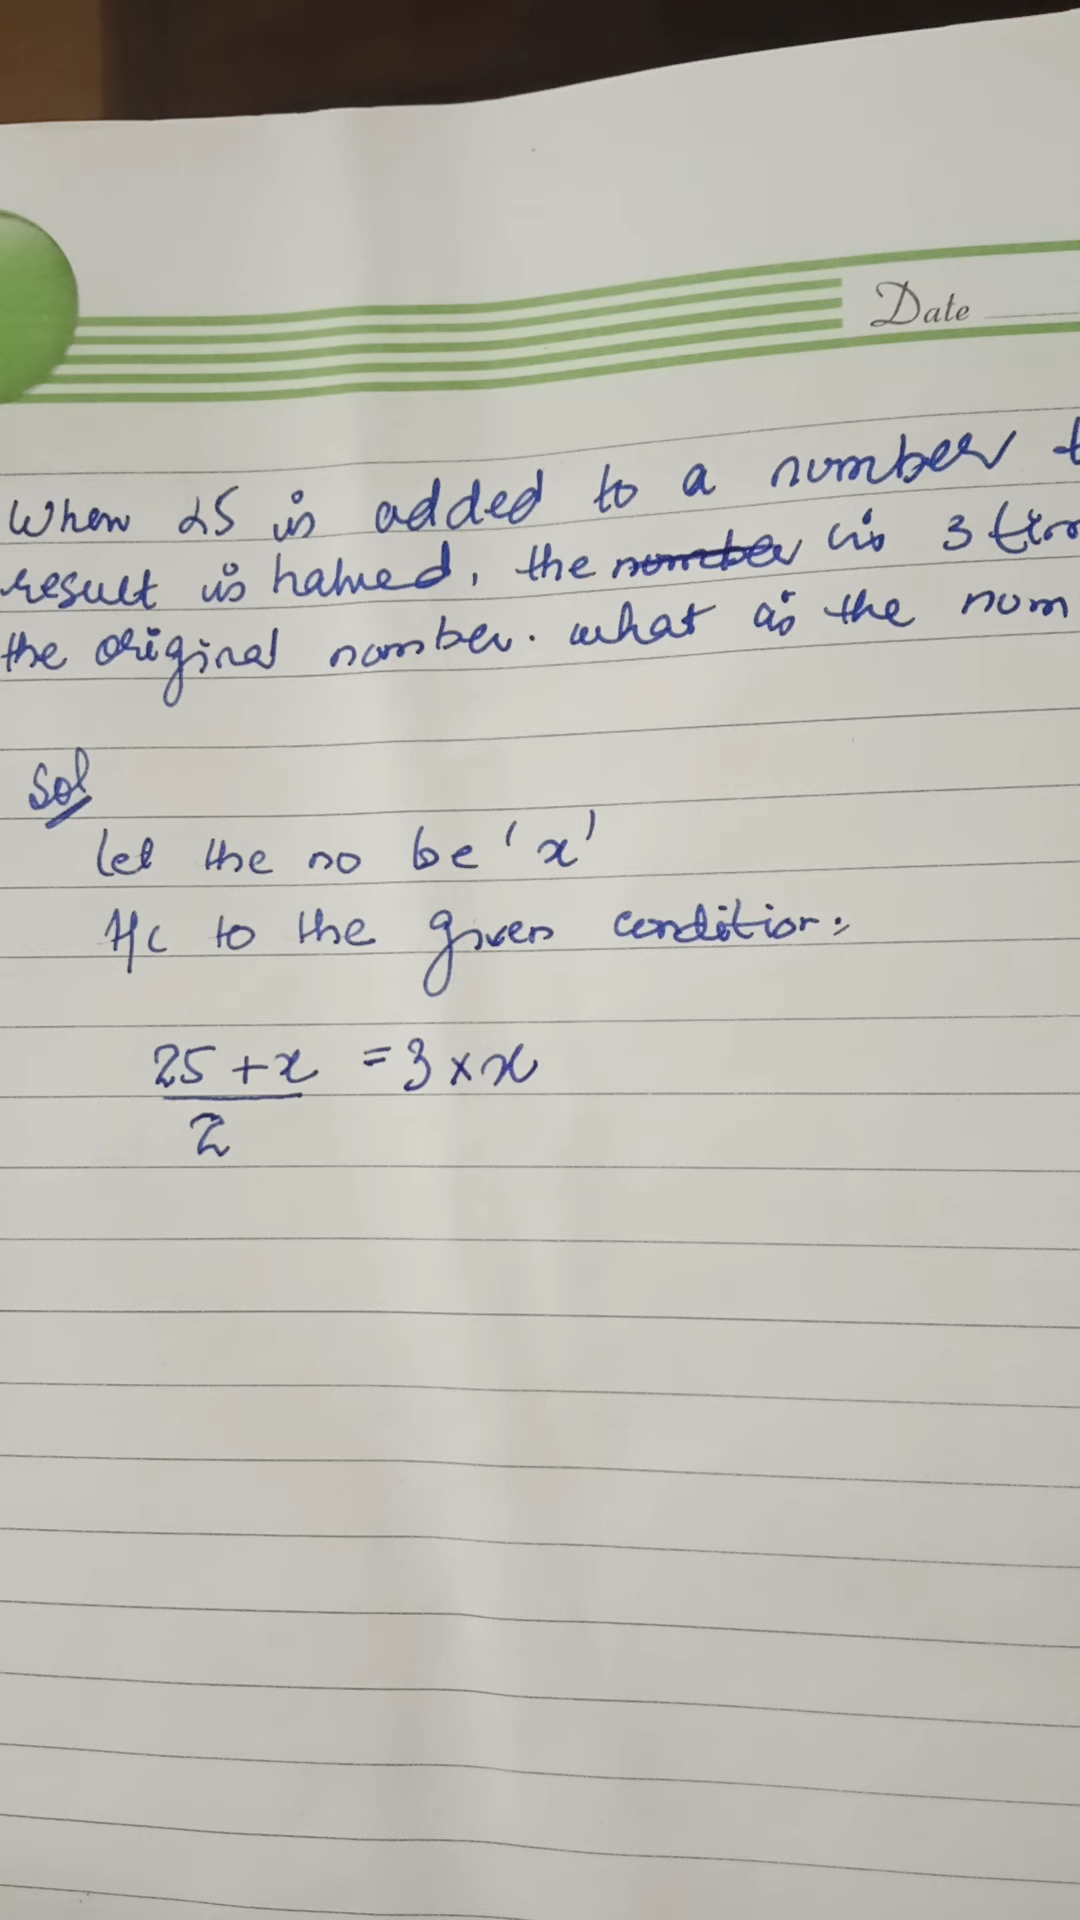 Date
When 25 is added to a number
result is halved, the is 3
the original number. what is the num
Sol
let the no be 'x'
A/c to the given condition:
25 + x = 3 × x
2